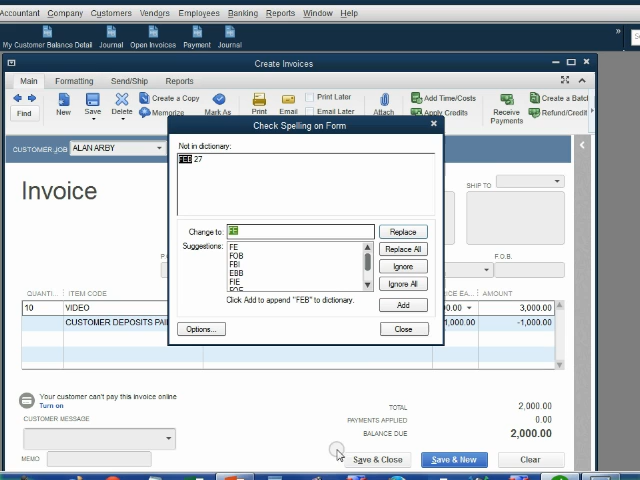 Accountant Company Customers Vendors Employees Banking Reports Window Help
»
My Customer Balance Detail Journal Open Invoices Payment Journal
Create Invoices
Main Formatting Send/Ship Reports
Find New Save Delete Create a Copy Memorize Mark As Print Email Print Later Email Later Attach Add Time/Costs Apply Credits Receive Payments Create a Batch Refund/Credit
CUSTOMER:JOB ALAN ARBY
Check Spelling on Form
Not in dictionary:
FEB 27
Change to: FE Replace
Suggestions: FE
FOB
FBI
EBB
FIE
Replace All
Ignore
Ignore All
Click Add to append "FEB" to dictionary.
Add
Options... Close
Invoice
SHIP TO
F.O.B.
QUANTI... ITEM CODE AMOUNT
10 VIDEO 3,000.00
CUSTOMER DEPOSITS PAI -1,000.00
Your customer can't pay this invoice online
Turn on
CUSTOMER MESSAGE
MEMO
TOTAL 2,000.00
PAYMENTS APPLIED 0.00
BALANCE DUE 2,000.00
Save & Close Save & New Clear